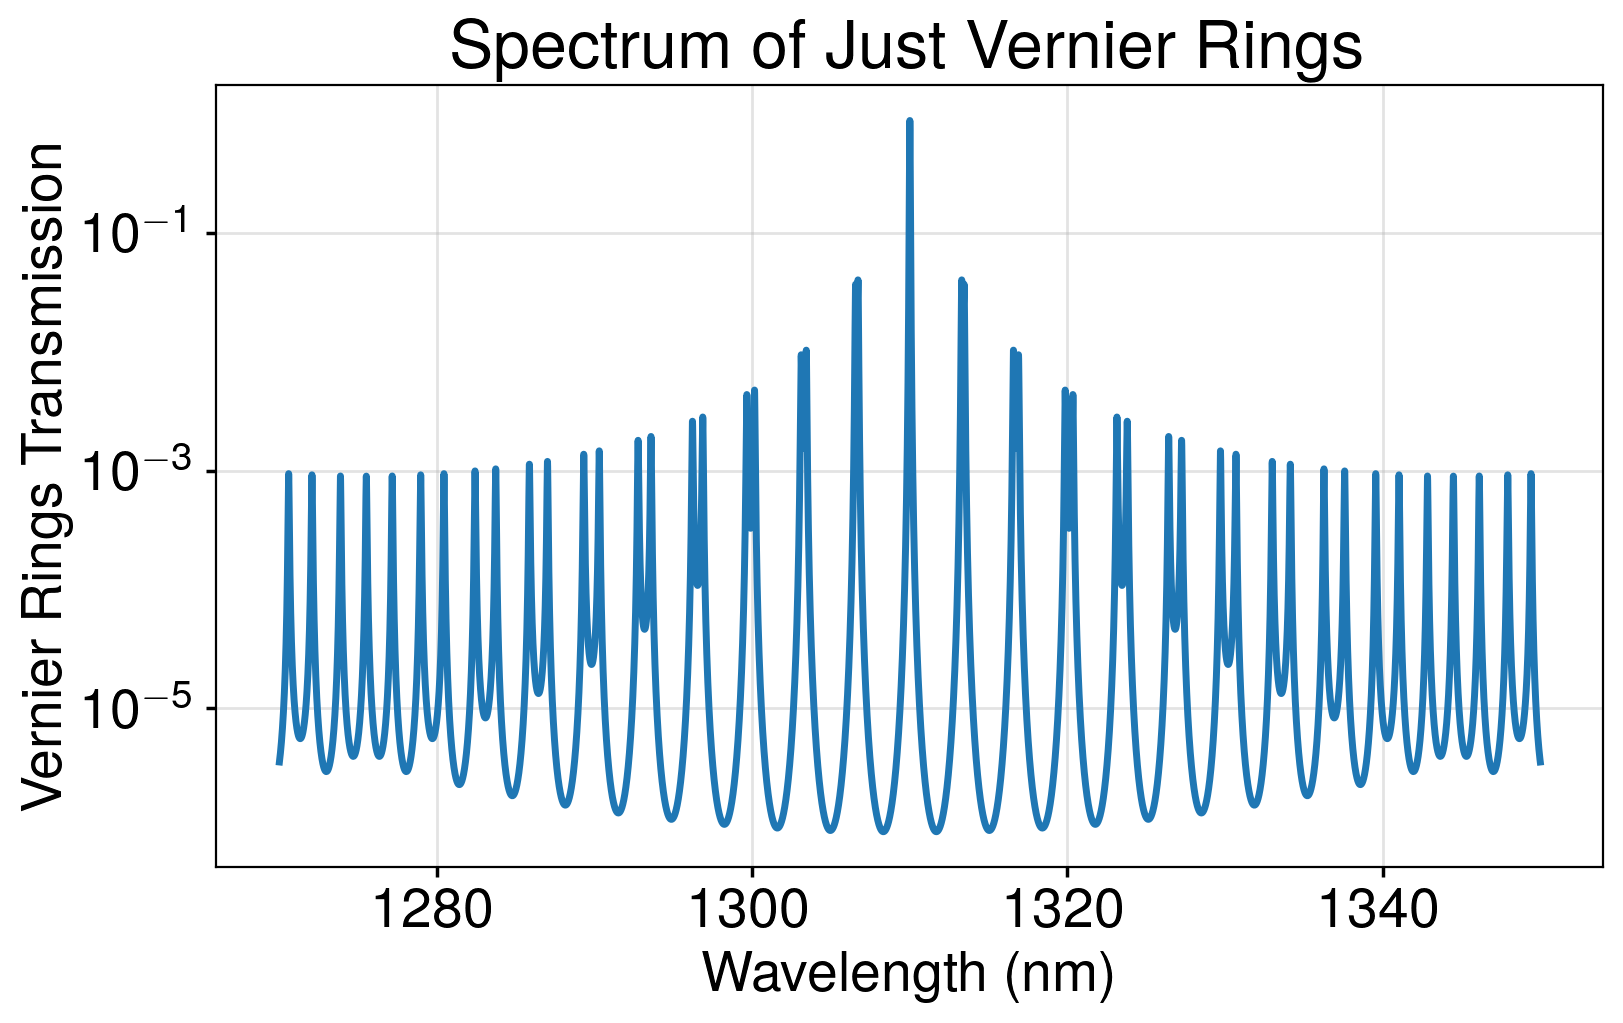 Spectrum of Just Vernier Rings
Vernier Rings Transmission
10⁻¹
10⁻³
10⁻⁵
1280 1300 1320 1340
Wavelength (nm)